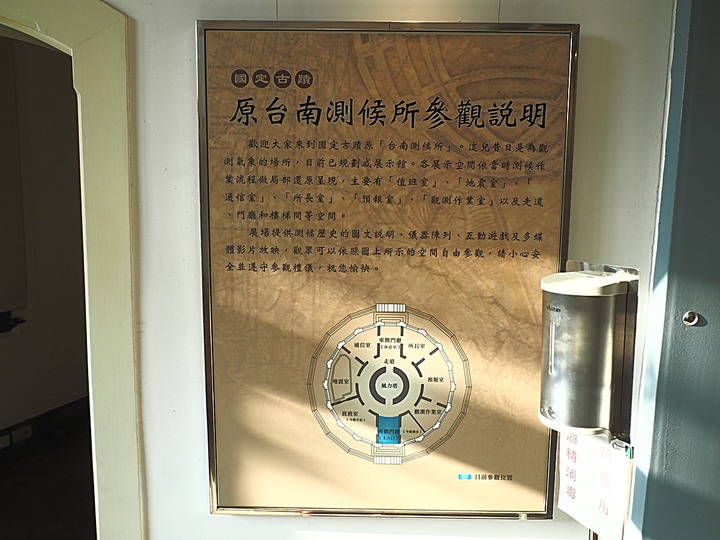 國定古蹟
原台南測候所參觀説明
歡迎大家來到國定古蹟原「台南測候所」。這兒昔日是為觀
測氣象的場所，目前已規劃成展示館。各展示空間依當時測候作
業流程做局部還原呈現，主要有「值班室」、「地震室」、「
通信室」、「所長室」、「預報室」、「觀測作業室」以及走道
、門廳和樓梯間等空間。
展場提供測候歷史的圖文説明、儀器陳列、互動遊戲及多媒
體影片放映，觀眾可以依照圖上所示的空間自由參觀，請小心安
全並遵守參觀禮儀，祝您愉快。
東側門廳
通信室
所長室
走道
地震室
風力塔
預報室
值班室
觀測作業室
西側門廳
目前參觀位置
酒精消毒
使用